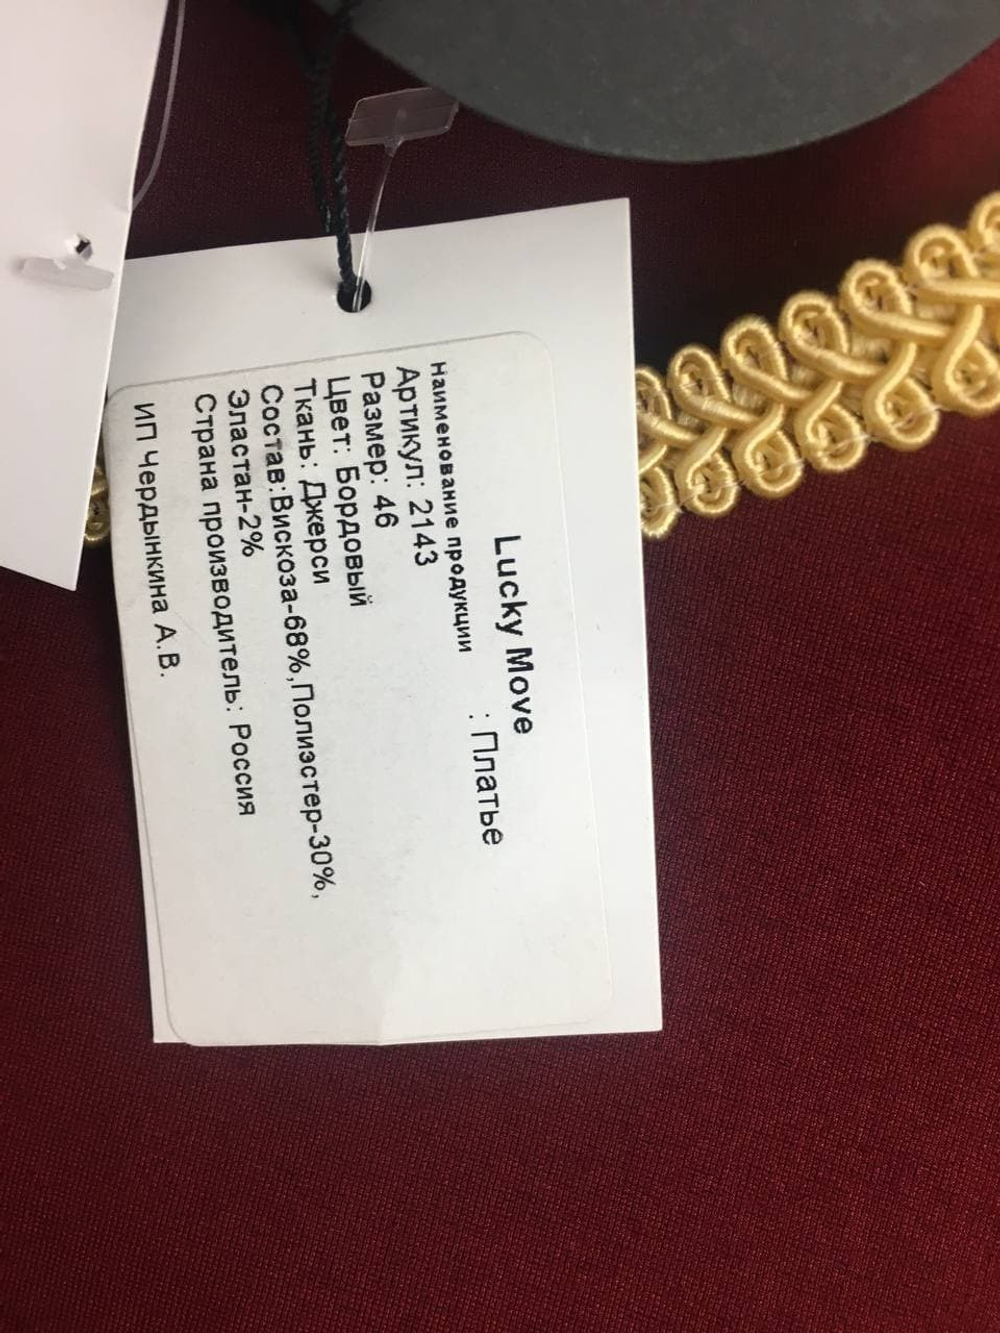 Lucky Move
Наименование продукции : Платье
Артикул: 2143
Размер: 46
Цвет: Бордовый
Ткань: Джерси
Состав:Вискоза-68%,Полиэстер-30%,
Эластан-2%
Страна производитель: Россия
ИП Чердынкина А.В.